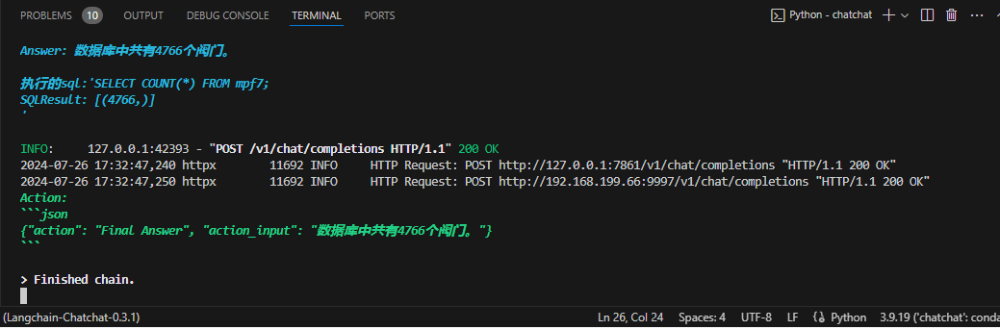 PROBLEMS 10 OUTPUT DEBUG CONSOLE TERMINAL PORTS Python - chatchat
Answer: 数据库中共有4766个阀门。
执行的sql:'SELECT COUNT(*) FROM mpf7;
SQLResult: [(4766,)]
'
INFO: 127.0.0.1:42393 - "POST /v1/chat/completions HTTP/1.1" 200 OK
2024-07-26 17:32:47,240 httpx 11692 INFO HTTP Request: POST http://127.0.0.1:7861/v1/chat/completions "HTTP/1.1 200 OK"
2024-07-26 17:32:47,250 httpx 11692 INFO HTTP Request: POST http://192.168.199.66:9997/v1/chat/completions "HTTP/1.1 200 OK"
Action:
```json
{"action": "Final Answer", "action_input": "数据库中共有4766个阀门。"}
```
> Finished chain.
(Langchain-Chatchat-0.3.1) Ln 26, Col 24 Spaces: 4 UTF-8 LF Python 3.9.19 ('chatchat': conda